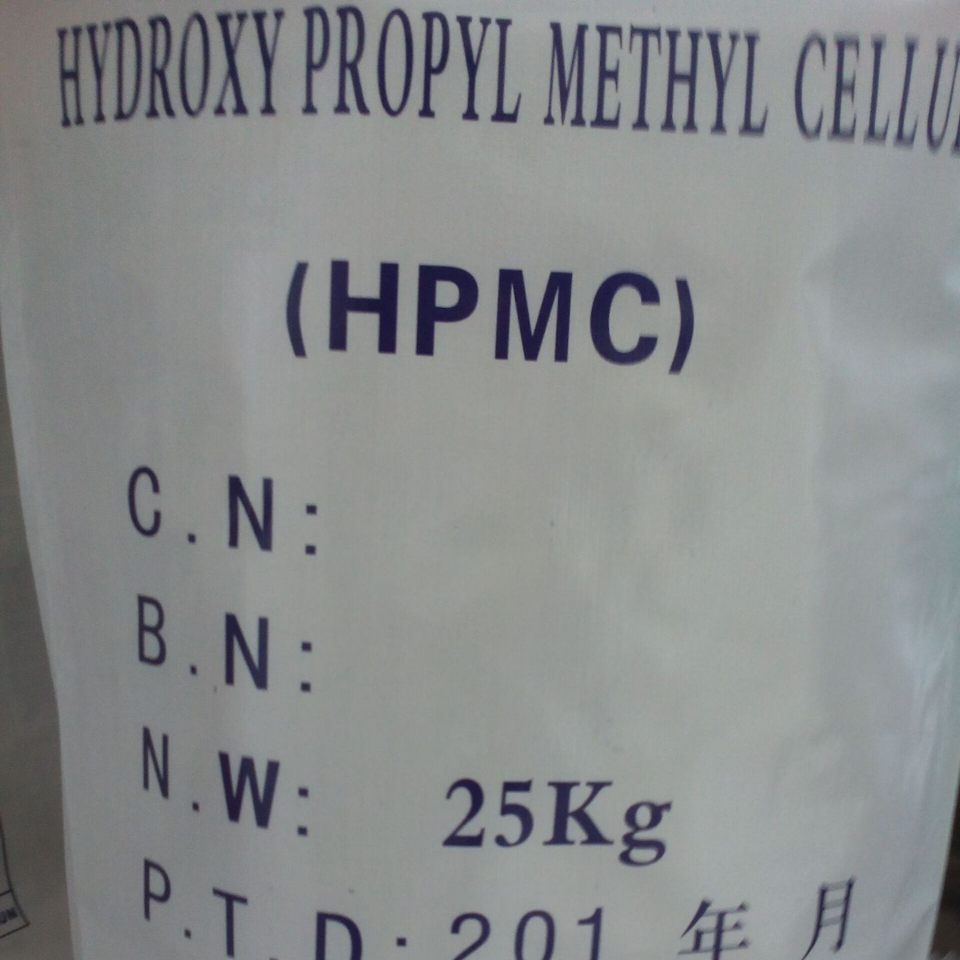 HYDROXY PROPYL METHYL CELLU
(HPMC)
C.N:
B.N:
N.W: 25Kg
P.T.D:201 年 月